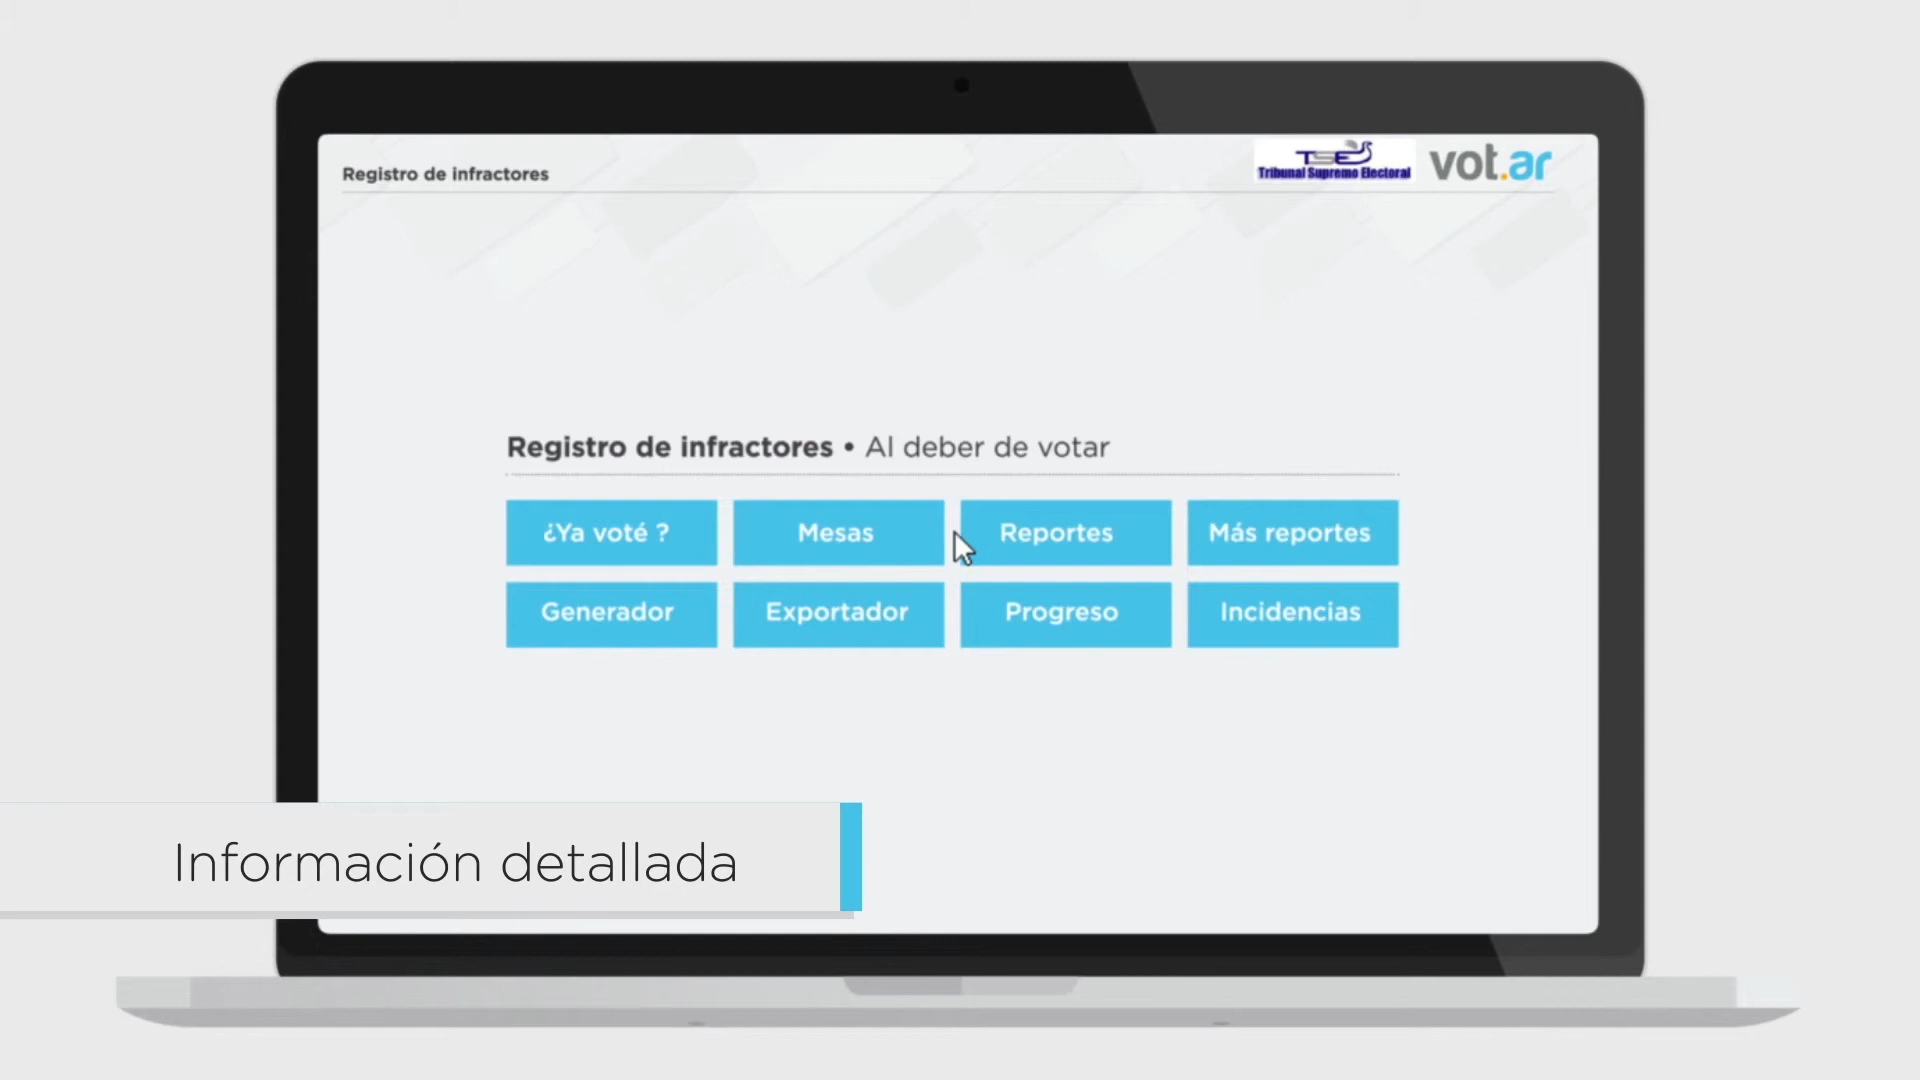 Registro de infractores
TSE
Tribunal Supremo Electoral
vot.ar
Registro de infractores • Al deber de votar
¿Ya voté ?
Mesas
Reportes
Más reportes
Generador
Exportador
Progreso
Incidencias
Información detallada